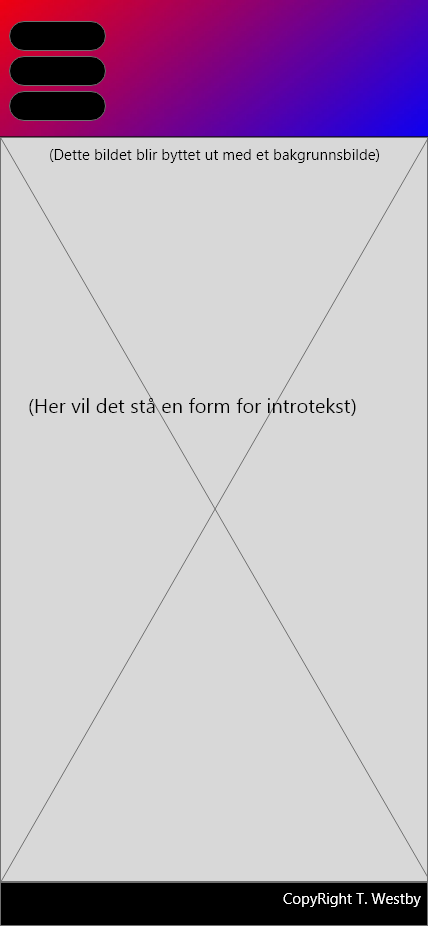 (Dette bildet blir byttet ut med et bakgrunnsbilde)
(Her vil det stå en form for introtekst)
CopyRight T. Westby